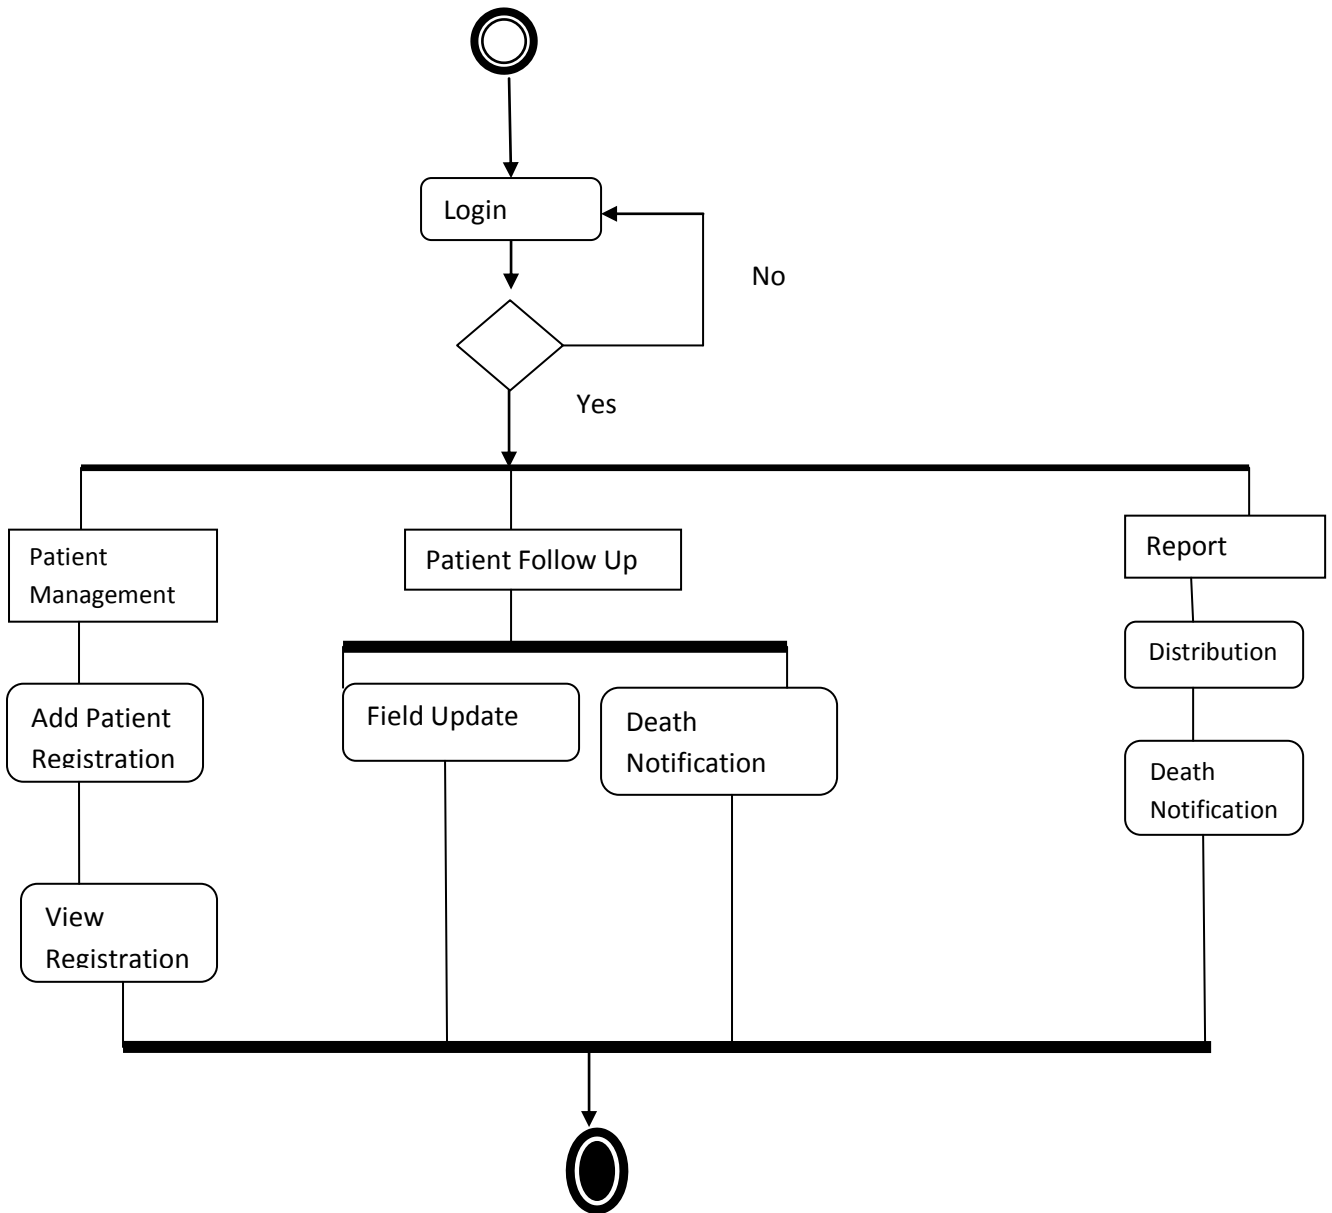 Login
No
Yes
Patient
Management
Patient Follow Up
Report
Add Patient
Registration
Field Update
Death
Notification
Distribution
Death
Notification
View
Registration